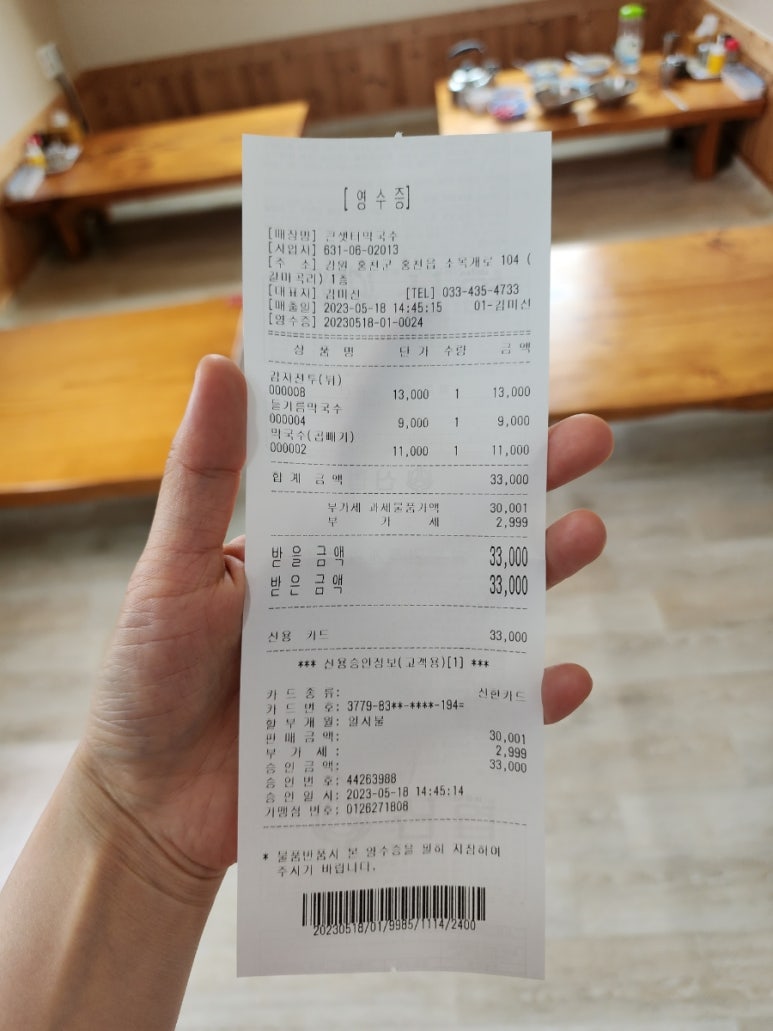 [ 영 수 증]
[매장명] 콘셋터막국수
[사업자] 631-06-02013
[주 소] 강원 홍천군 홍천읍 소목개로 104 (
갈마곡리) 1층
[대표자] 김미선 [TEL] 033-435-4733
[매출일] 2023-05-18 14:45:15 01-김미선
[영수증] 20230518-01-0024
상 품 명 단 가 수량 금 액
감자전투(뒤)
000008 13,000 1 13,000
들기름막국수
000004 9,000 1 9,000
막국수(곱빼기)
000002 11,000 1 11,000
합 계 금 액 33,000
부가세 과세물품가액 30,001
부 가 세 2,999
받 을 금 액 33,000
받 은 금 액 33,000
신용 카드 33,000
*** 신용승인정보(고객용)[1] ***
카 드 종 류: 신한카드
카 드 번 호: 3779-83**-****-194=
할 부 개 월: 일시불
판 매 금 액: 30,001
부 가 세 : 2,999
승 인 금 액: 33,000
승 인 번 호: 44263988
승 인 일 시: 2023-05-18 14:45:14
가맹점 번호: 0126271808
* 물품반품시 본 영수증을 필히 지참하여
주시기 바랍니다.
20230518/01/9985/1114/2400